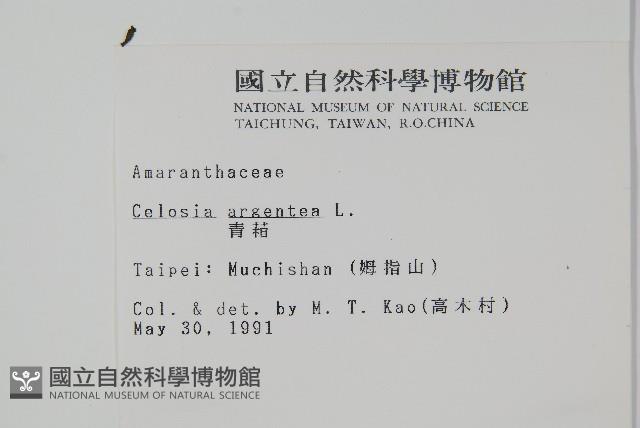 國立自然科學博物館
NATIONAL MUSEUM OF NATURAL SCIENCE
TAICHUNG, TAIWAN, R.O.CHINA
Amaranthaceae
Celosia argentea L.
青葙
Taipei: Muchishan (姆指山)
Col. & det. by M. T. Kao(高木村)
May 30, 1991
國立自然科學博物館
NATIONAL MUSEUM OF NATURAL SCIENCE